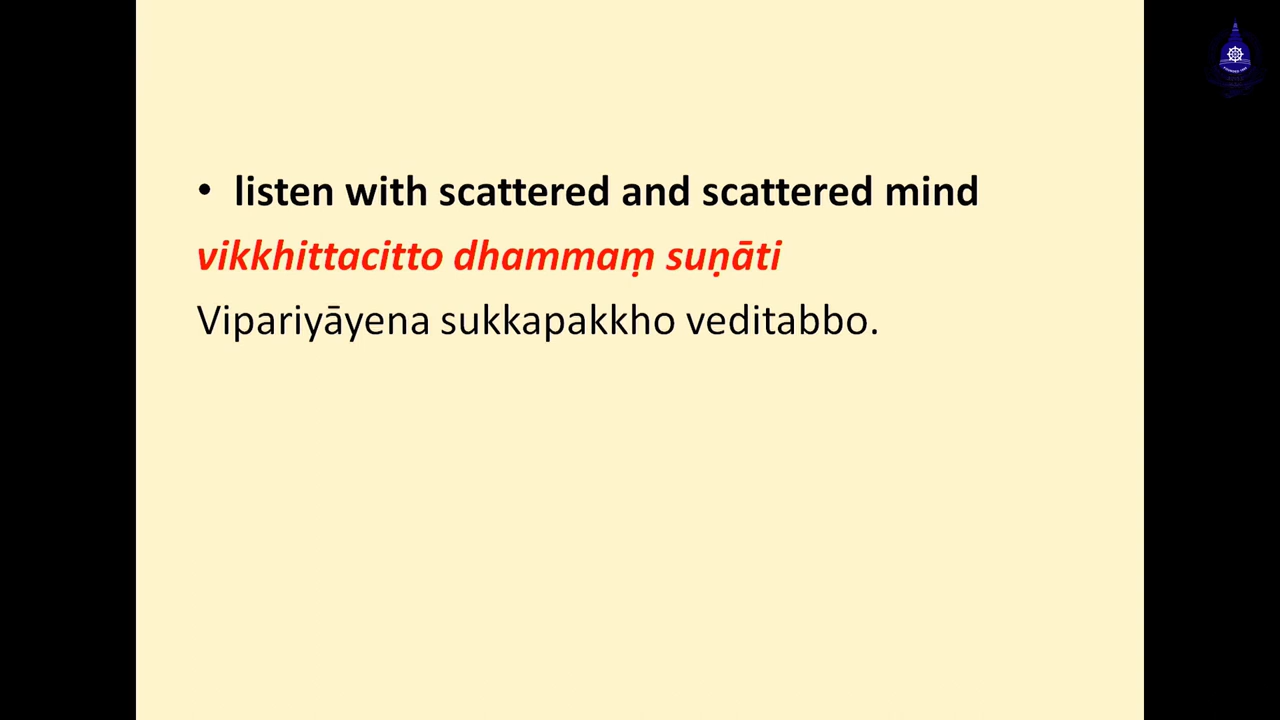 • listen with scattered and scattered mind
vikkhittacitto dhammaṃ suṇāti
Vipariyāyena sukkapakkho veditabbo.